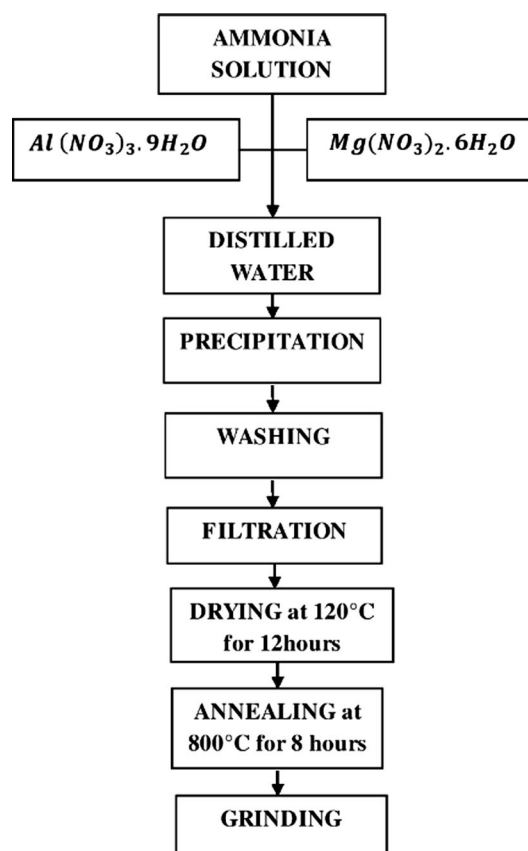 AMMONIA
SOLUTION
Al (NO₃)₃. 9H₂O
Mg(NO₃)₂. 6H₂O
DISTILLED
WATER
PRECIPITATION
WASHING
FILTRATION
DRYING at 120°C
for 12hours
ANNEALING at
800°C for 8 hours
GRINDING